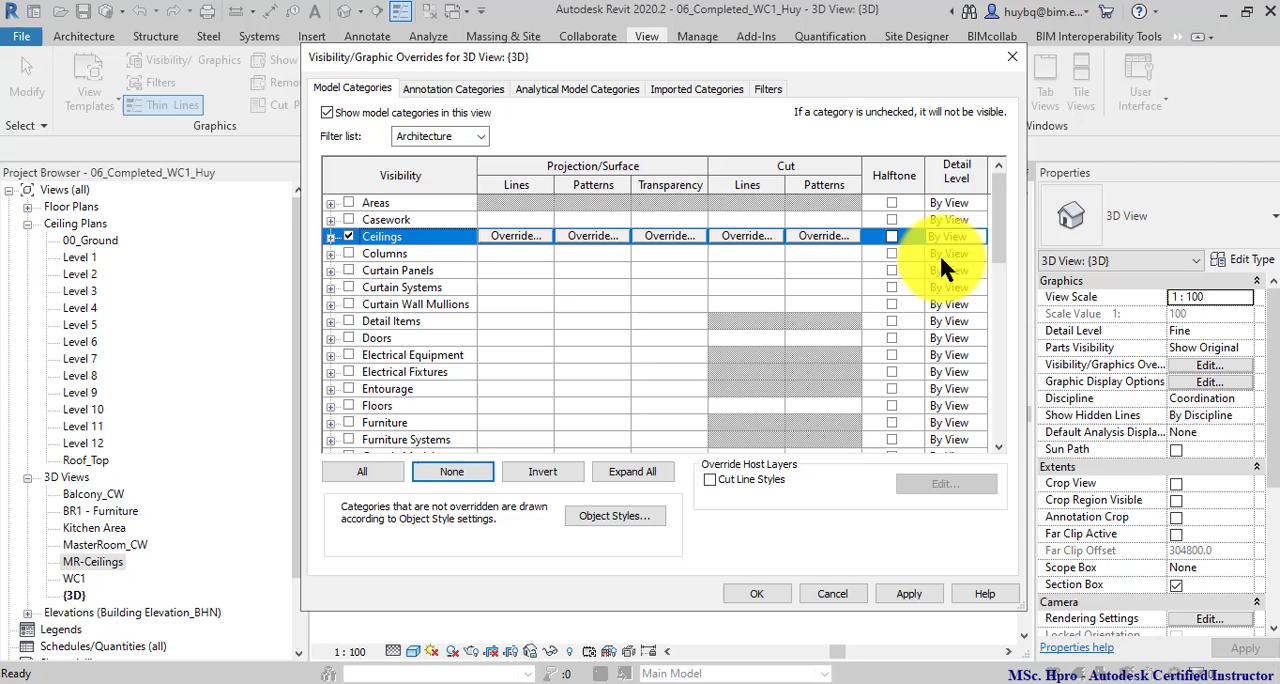 Autodesk Revit 2020.2 - 06_Completed_WC1_Huy - 3D View: {3D}
huybq@bim.e...
File Architecture Structure Steel Systems Insert Annotate Analyze Massing & Site Collaborate View Manage Add-Ins Quantification Site Designer BIMcollab BIM Interoperability Tools
Modify
View
Templates
Visibility/ Graphics
Filters
Thin Lines
Show
Remo
Cut P
Tab
Views
Tile
Views
User
Interface
Select
Graphics
Windows
Visibility/Graphic Overrides for 3D View: {3D}
Model Categories Annotation Categories Analytical Model Categories Imported Categories Filters
Show model categories in this view
If a category is unchecked, it will not be visible.
Filter list: Architecture
Visibility Projection/Surface Cut Halftone Detail Level
Lines Patterns Transparency Lines Patterns
Areas By View
Casework By View
Ceilings Override... Override... Override... Override... Override... By View
Columns By View
Curtain Panels By View
Curtain Systems By View
Curtain Wall Mullions By View
Detail Items By View
Doors By View
Electrical Equipment By View
Electrical Fixtures By View
Entourage By View
Floors By View
Furniture By View
Furniture Systems By View
All None Invert Expand All
Override Host Layers
Cut Line Styles
Edit...
Categories that are not overridden are drawn
according to Object Style settings.
Object Styles...
OK Cancel Apply Help
Project Browser - 06_Completed_WC1_Huy
Views (all)
Floor Plans
Ceiling Plans
00_Ground
Level 1
Level 2
Level 3
Level 4
Level 5
Level 6
Level 7
Level 8
Level 9
Level 10
Level 11
Level 12
Roof_Top
3D Views
Balcony_CW
BR1 - Furniture
Kitchen Area
MasterRoom_CW
MR-Ceilings
WC1
{3D}
Elevations (Building Elevation_BHN)
Legends
Schedules/Quantities (all)
Properties
3D View
3D View: {3D} Edit Type
Graphics
View Scale 1 : 100
Scale Value 1: 100
Detail Level Fine
Parts Visibility Show Original
Visibility/Graphics Ove... Edit...
Graphic Display Options Edit...
Discipline Coordination
Show Hidden Lines By Discipline
Default Analysis Displa... None
Sun Path
Extents
Crop View
Crop Region Visible
Annotation Crop
Far Clip Active
Far Clip Offset 304800.0
Scope Box None
Section Box
Camera
Rendering Settings Edit...
Locked Orientation
Properties help Apply
1 : 100
Ready
:0
Main Model
MSc. Hpro - Autodesk Certified Instructor